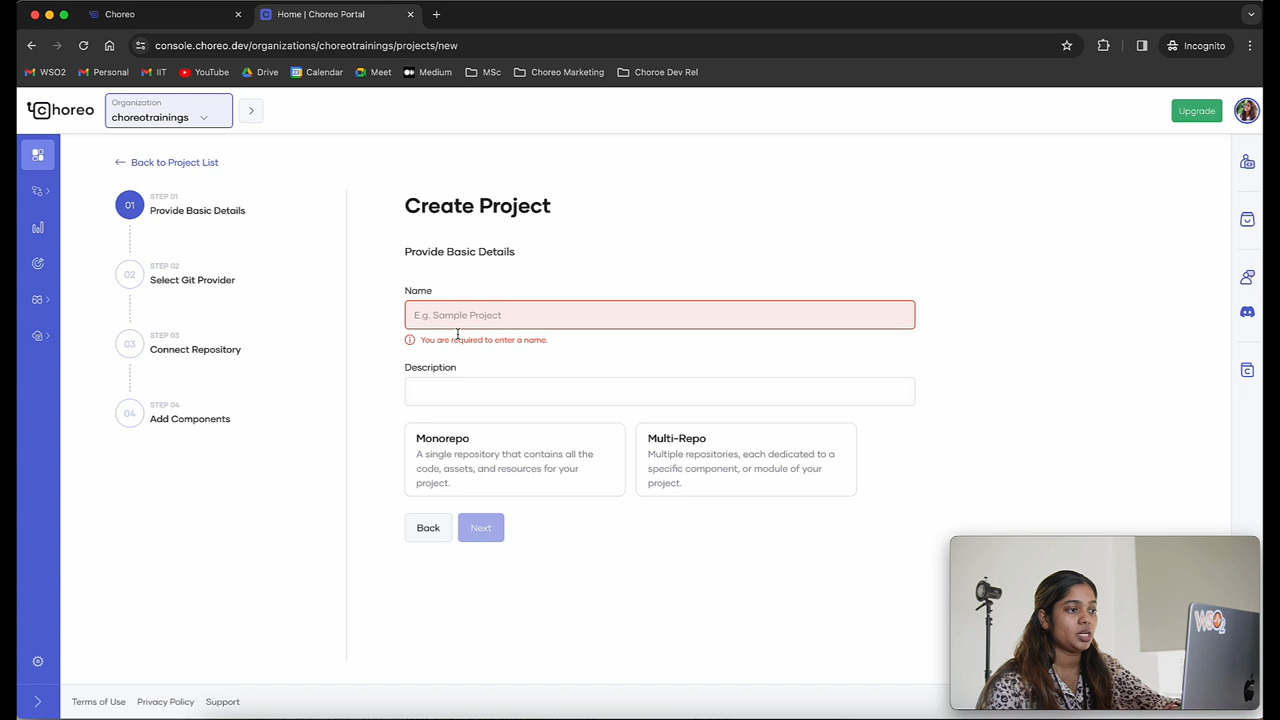 Choreo
Home | Choreo Portal
console.choreo.dev/organizations/choreotrainings/projects/new
Incognito
WSO2
Personal
IIT
YouTube
Drive
Calendar
Meet
Medium
MSc
Choreo Marketing
Choroe Dev Rel
Choreo
Organization
choreotrainings
Upgrade
Back to Project List
01
STEP 01
Provide Basic Details
02
STEP 02
Select Git Provider
03
STEP 03
Connect Repository
04
STEP 04
Add Components
Create Project
Provide Basic Details
Name
E.g. Sample Project
You are required to enter a name.
Description
Monorepo
A single repository that contains all the
code, assets, and resources for your
project.
Multi-Repo
Multiple repositories, each dedicated to a
specific component, or module of your
project.
Back
Next
WSO2
Terms of Use
Privacy Policy
Support